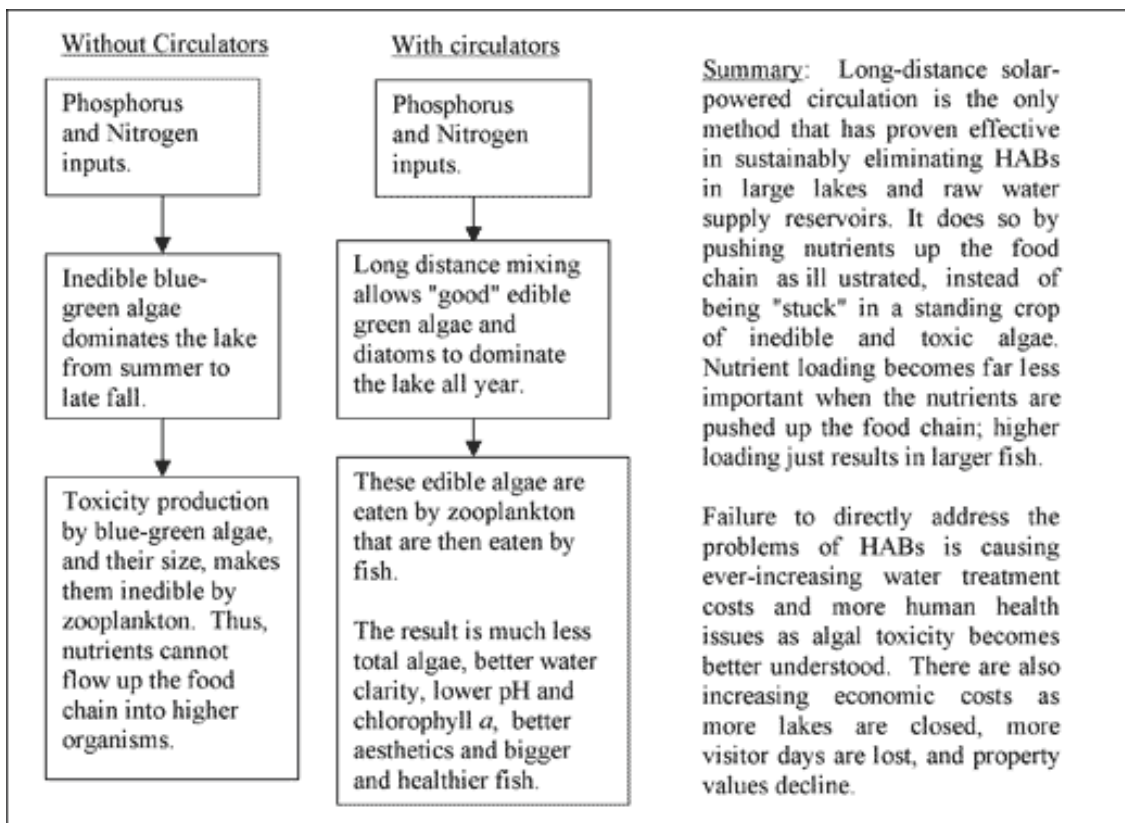 Without Circulators
Phosphorus
and Nitrogen
inputs.
Inedible blue-
green algae
dominates the lake
from summer to
late fall.
Toxicity production
by blue-green algae,
and their size, makes
them inedible by
zooplankton. Thus,
nutrients cannot
flow up the food
chain into higher
organisms.
With circulators
Phosphorus
and Nitrogen
inputs.
Long distance mixing
allows "good" edible
green algae and
diatoms to dominate
the lake all year.
These edible algae are
eaten by zooplankton
that are then eaten by
fish.
The result is much less
total algae, better water
clarity, lower pH and
chlorophyll a, better
aesthetics and bigger
and healthier fish.
Summary: Long-distance solar-
powered circulation is the only
method that has proven effective
in sustainably eliminating HABs
in large lakes and raw water
supply reservoirs. It does so by
pushing nutrients up the food
chain as ill ustrated, instead of
being "stuck" in a standing crop
of inedible and toxic algae.
Nutrient loading becomes far less
important when the nutrients are
pushed up the food chain; higher
loading just results in larger fish.
Failure to directly address the
problems of HABs is causing
ever-increasing water treatment
costs and more human health
issues as algal toxicity becomes
better understood. There are also
increasing economic costs as
more lakes are closed, more
visitor days are lost, and property
values decline.